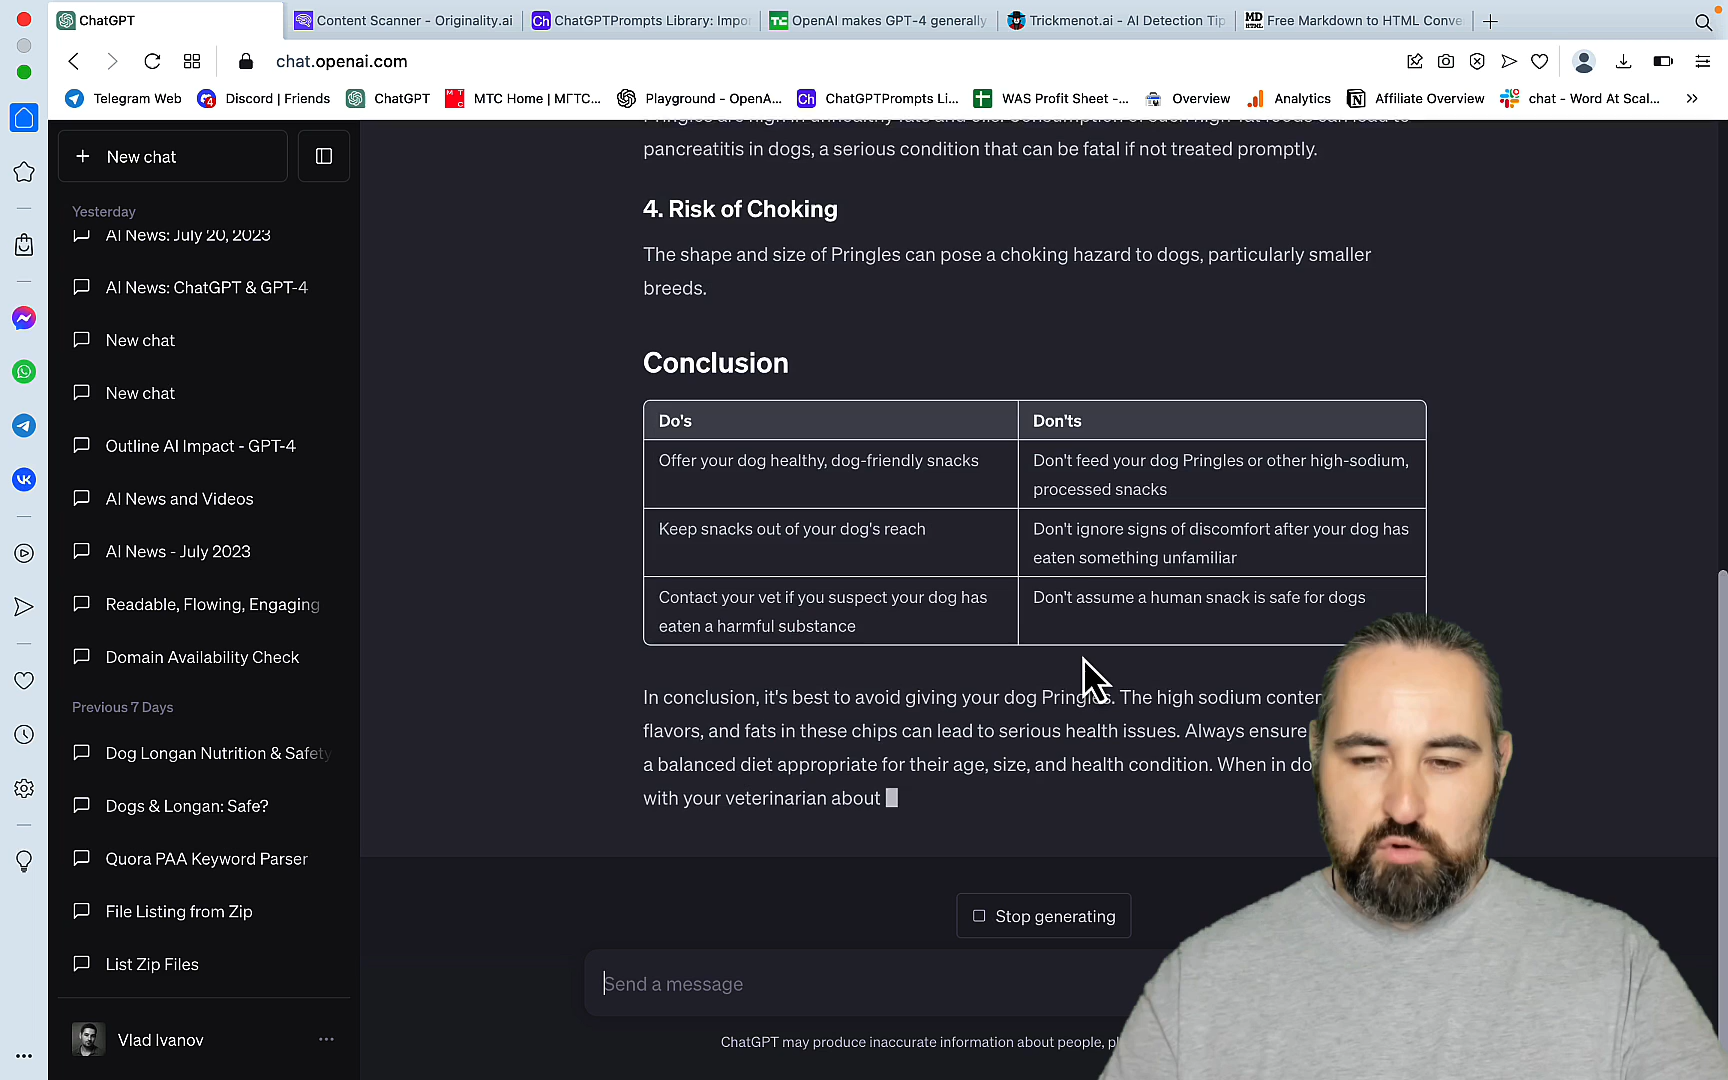 ChatGPT
Content Scanner - Originality.ai
ChatGPTPrompts Library: Impor
OpenAI makes GPT-4 generally
Trickmenot.ai - AI Detection Tip
MD
HTML
Free Markdown to HTML Conve
chat.openai.com
Telegram Web
Discord | Friends
ChatGPT
MTC Home | МГТС...
Playground - OpenA...
ChatGPTPrompts Li...
WAS Profit Sheet -...
Overview
Analytics
Affiliate Overview
chat - Word At Scal...
New chat
Yesterday
AI News: July 20, 2023
AI News: ChatGPT & GPT-4
New chat
New chat
Outline AI Impact - GPT-4
AI News and Videos
AI News - July 2023
Readable, Flowing, Engaging
Domain Availability Check
Previous 7 Days
Dog Longan Nutrition & Safety
Dogs & Longan: Safe?
Quora PAA Keyword Parser
File Listing from Zip
List Zip Files
Vlad Ivanov
pancreatitis in dogs, a serious condition that can be fatal if not treated promptly.
4. Risk of Choking
The shape and size of Pringles can pose a choking hazard to dogs, particularly smaller
breeds.
Conclusion
Do's
Don'ts
Offer your dog healthy, dog-friendly snacks
Don't feed your dog Pringles or other high-sodium,
processed snacks
Keep snacks out of your dog's reach
Don't ignore signs of discomfort after your dog has
eaten something unfamiliar
Contact your vet if you suspect your dog has
eaten a harmful substance
Don't assume a human snack is safe for dogs
In conclusion, it's best to avoid giving your dog Pringles. The high sodium conten
flavors, and fats in these chips can lead to serious health issues. Always ensure
a balanced diet appropriate for their age, size, and health condition. When in do
with your veterinarian about
Stop generating
Send a message
ChatGPT may produce inaccurate information about people, pl